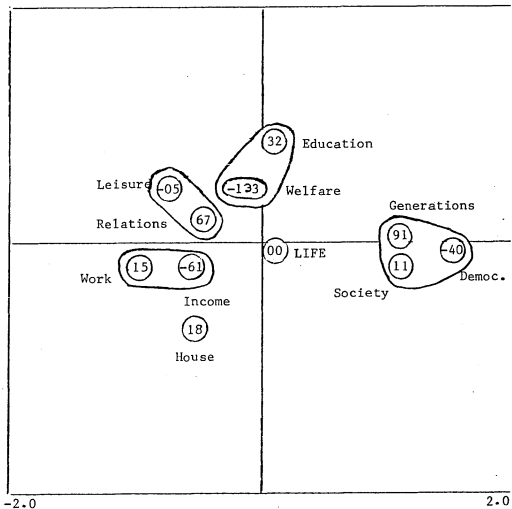 32 Education
Leisure -05
-133 Welfare
Relations 67
Generations
91
00 LIFE
-40
Work 15 -61
11
Democ.
Society
Income
18
House
-2.0 2.0